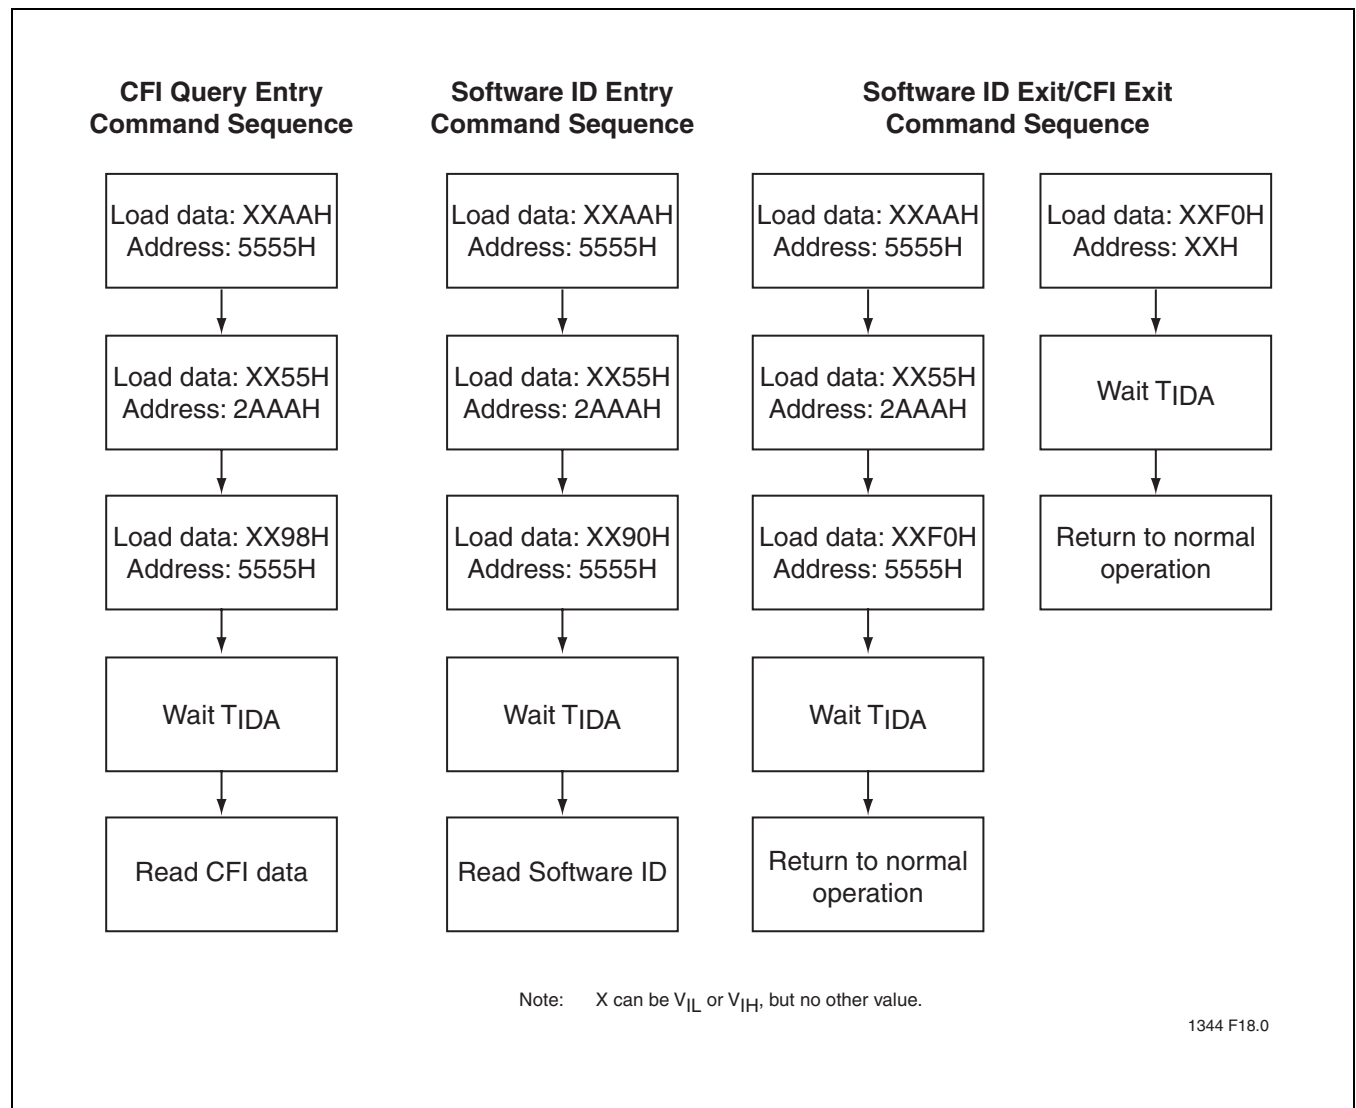 CFI Query Entry
Command Sequence
Load data: XXAAH
Address: 5555H
Load data: XX55H
Address: 2AAAH
Load data: XX98H
Address: 5555H
Wait TIDA
Read CFI data
Software ID Entry
Command Sequence
Load data: XXAAH
Address: 5555H
Load data: XX55H
Address: 2AAAH
Load data: XX90H
Address: 5555H
Wait TIDA
Read Software ID
Software ID Exit/CFI Exit
Command Sequence
Load data: XXAAH
Address: 5555H
Load data: XX55H
Address: 2AAAH
Load data: XXF0H
Address: 5555H
Wait TIDA
Return to normal
operation
Load data: XXF0H
Address: XXH
Wait TIDA
Return to normal
operation
Note: X can be VIL or VIH, but no other value.
1344 F18.0